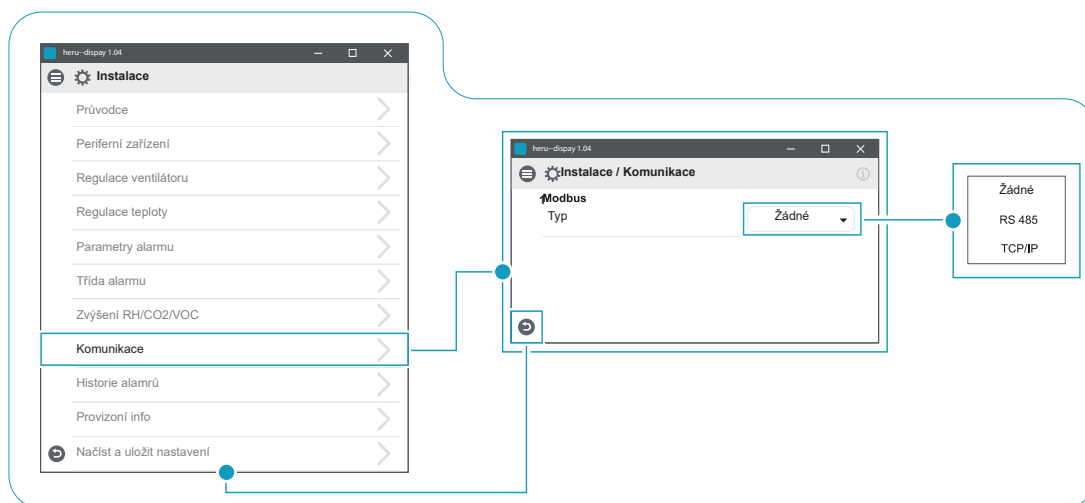 heru--dispay 1.04
Instalace
Průvodce
Periferní zařízení
Regulace ventilátoru
Regulace teploty
Parametry alarmu
Třída alarmu
Zvýšení RH/CO2/VOC
Komunikace
Historie alamrů
Provizoní info
Načíst a uložit nastavení
heru--dispay 1.04
Instalace / Komunikace
Modbus
Typ
Žádné
Žádné
RS 485
TCP/IP